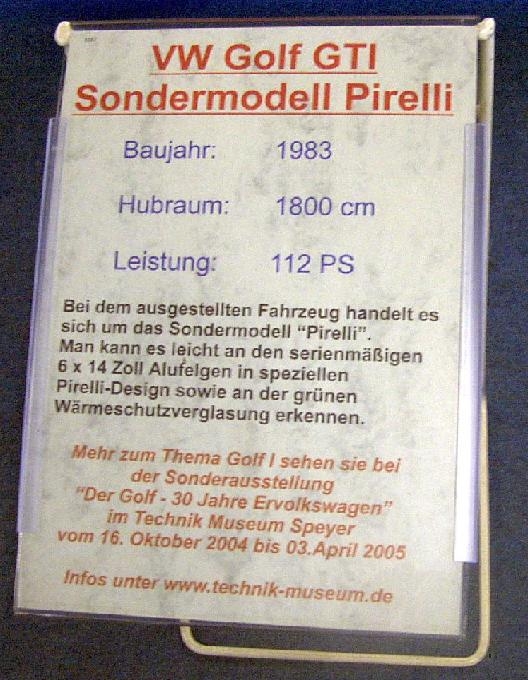 VW Golf GTI
Sondermodell Pirelli
Baujahr: 1983
Hubraum: 1800 cm
Leistung: 112 PS
Bei dem ausgestellten Fahrzeug handelt es
sich um das Sondermodell "Pirelli".
Man kann es leicht an den serienmäßigen
6 x 14 Zoll Alufelgen in speziellen
Pirelli-Design sowie an der grünen
Wärmeschutzverglasung erkennen.
Mehr zum Thema Golf I sehen sie bei
der Sonderausstellung
"Der Golf - 30 Jahre Ervolkswagen"
im Technik Museum Speyer
vom 16. Oktober 2004 bis 03.April 2005
Infos unter www.technik-museum.de